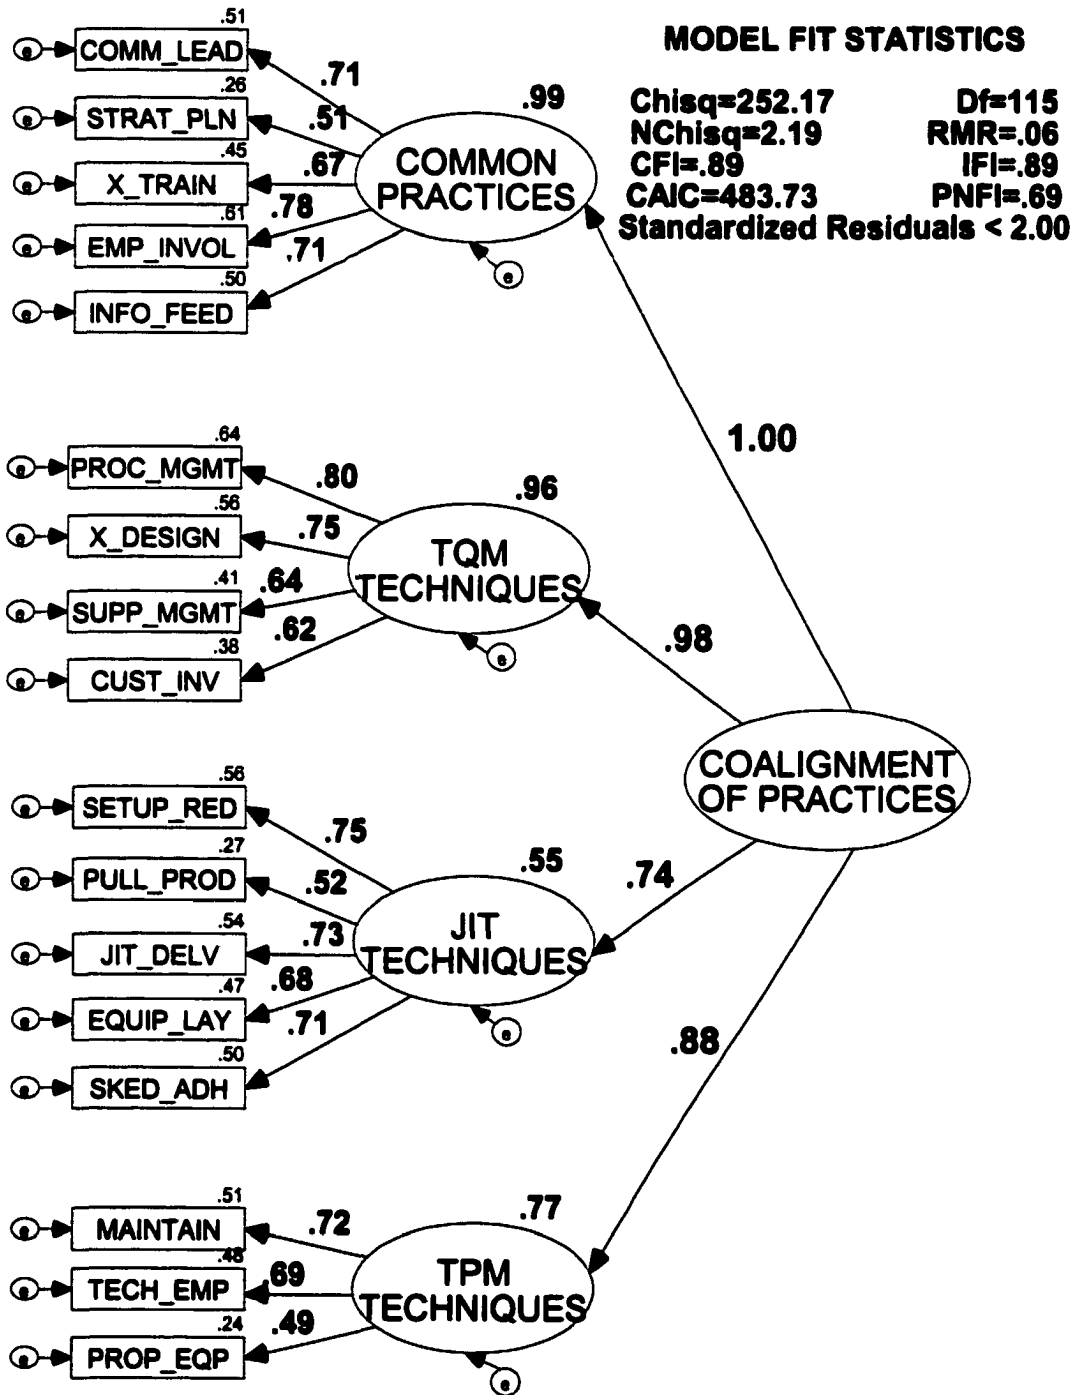 MODEL FIT STATISTICS
Chisq=252.17 Df=115
NChisq=2.19 RMR=.06
CFI=.89 IFI=.89
CAIC=483.73 PNFI=.69
Standardized Residuals < 2.00
.51
e COMM_LEAD
.71
.26
e STRAT_PLN
.51
.45
e X_TRAIN
.67
.61
e EMP_INVOL
.78
.50
e INFO_FEED
.71
.99
COMMON
PRACTICES
e
1.00
.64
e PROC_MGMT
.80
.56
e X_DESIGN
.75
.41
e SUPP_MGMT
.64
.38
e CUST_INV
.62
.96
TQM
TECHNIQUES
e
.98
COALIGNMENT
OF PRACTICES
.56
e SETUP_RED
.75
.27
e PULL_PROD
.52
.54
e JIT_DELV
.73
.47
e EQUIP_LAY
.68
.50
e SKED_ADH
.71
.55
JIT
TECHNIQUES
e
.74
.88
.51
e MAINTAIN
.72
.48
e TECH_EMP
.69
.24
e PROP_EQP
.49
.77
TPM
TECHNIQUES
e